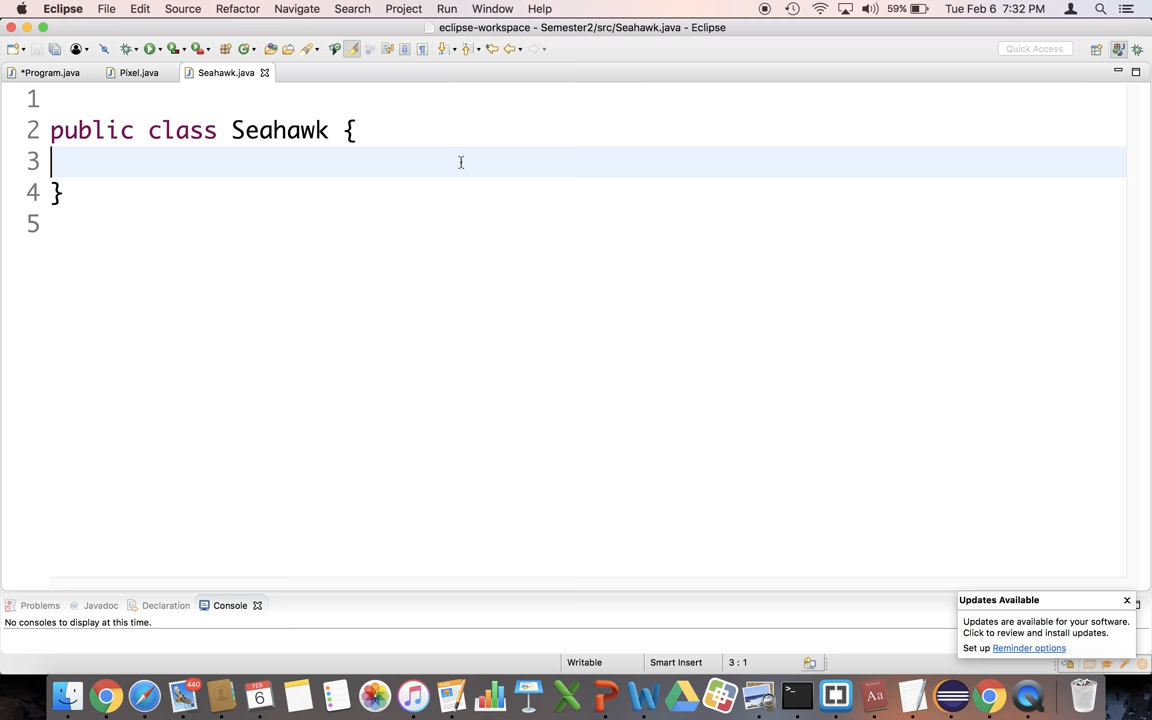 Eclipse File Edit Source Refactor Navigate Search Project Run Window Help 59% Tue Feb 6 7:32 PM
eclipse-workspace - Semester2/src/Seahawk.java - Eclipse
Quick Access
*Program.java Pixel.java Seahawk.java
1
2 public class Seahawk {
3
4 }
5
Problems @ Javadoc Declaration Console
No consoles to display at this time.
Updates Available
Updates are available for your software.
Click to review and install updates.
Set up Reminder options
Writable Smart Insert 3 : 1
440
FEB
6
Aa